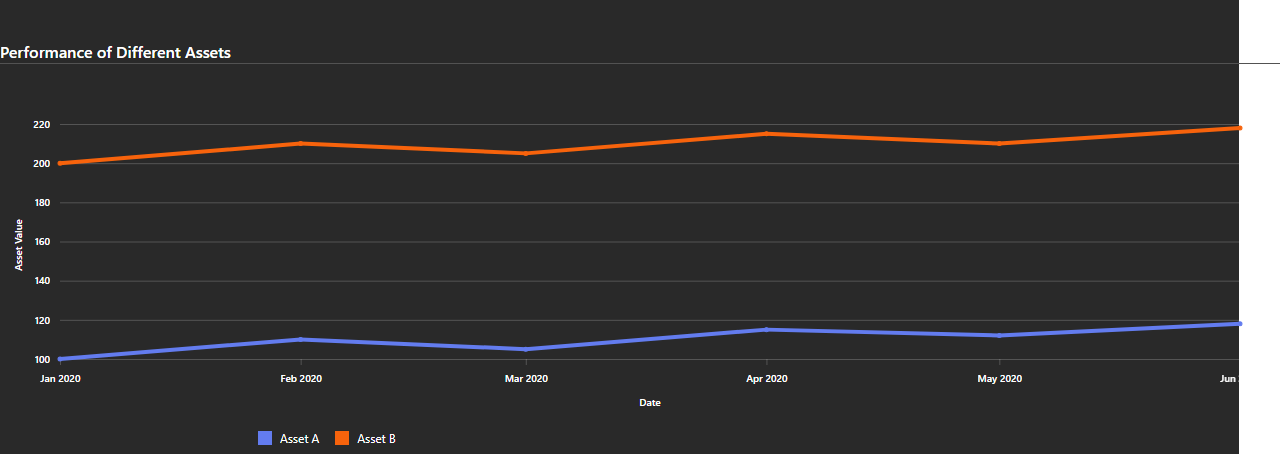 Performance of Different Assets
220
200
180
160
140
120
100
Asset Value
Jan 2020 Feb 2020 Mar 2020 Apr 2020 May 2020 Jun
Date
Asset A Asset B